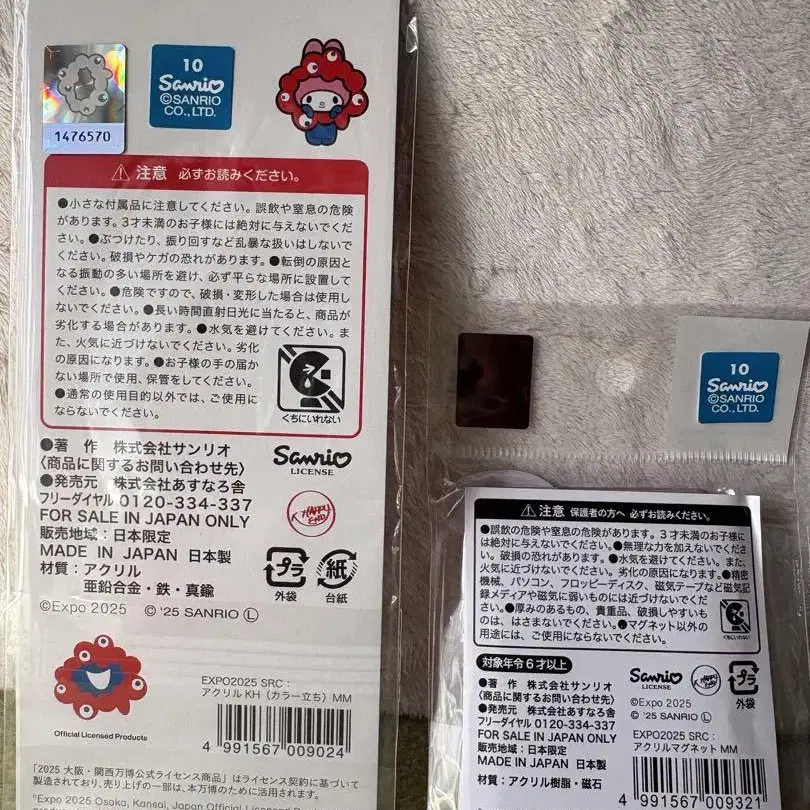 1476570
10
Sanrio
©SANRIO
CO.,LTD.
⚠注意 必ずお読みください。
●小さな付属品に注意してください。誤飲や窒息の危険
があります。3才未満のお子様には絶対に与えないでくだ
さい。●ぶつけたり、振り回すなど乱暴な扱いはしないで
ください。破損やケガの恐れがあります。●転倒の原因と
なる振動の多い場所を避け、必ず平らな場所に設置して
ください。●危険ですので、破損・変形した場合は使用し
ないでください。●長い時間直射日光に当たると、商品が
劣化する場合があります。●水気を避けてください。ま
た、火気に近づけないでください。劣化
の原因になります。●お子様の手の届か
ない場所で使用、保管をしてください。
●通常の使用目的以外では、ご使用に
ならないでください。
くちにいれない
●著 作 株式会社サンリオ
〈商品に関するお問い合わせ先〉
●発売元 株式会社あすなろ舎
フリーダイヤル0120-334-337
FOR SALE IN JAPAN ONLY
販売地域：日本限定
MADE IN JAPAN 日本製
材質：アクリル
亜鉛合金・鉄・真鍮
©Expo 2025 © '25 SANRIO Ⓛ
Sanrio
LICENSE
HAPPY
END
プラ
外袋
紙
台紙
Official Licensed Products
EXPO2025 SRC：
アクリルKH（カラー立ち）MM
4 991567 009024
「2025 大阪・関西万博公式ライセンス商品」はライセンス契約に基づいて
製造されており、売り上げの一部は、本万博のために活用されます。
"Expo 2025 Osaka, Kansai, Japan Official Licensed
10
Sanrio
©SANRIO
CO.,LTD.
⚠注意 保護者の方へ 必ずお読みください。
●誤飲の危険や窒息の危険があります。3才未満のお子様に
は絶対に与えないでください。●無理な力を加えないでくださ
い。破損の恐れがあります。●水気を避けてください。また、
火気に近づけないでください。劣化の原因になります。●精密
機械、パソコン、フロッピーディスク、磁気テープなど磁気記
録メディアや磁気に弱いものには近づけないでくださ
い。●厚みのあるもの、貴重品、破損しやすいも
のは、はさまないでください。●マグネット以外の
用途には、ご使用にならないでください。
くちにいれない
対象年令6才以上
●著 作 株式会社サンリオ
〈商品に関するお問い合わせ先〉
●発売元 株式会社あすなろ舎
フリーダイヤル 0120-334-337
FOR SALE IN JAPAN ONLY
販売地域：日本限定
MADE IN JAPAN 日本製
材質：アクリル樹脂・磁石
Sanrio
LICENSE
プラ
外袋
©Expo 2025
© '25 SANRIO Ⓛ
EXPO2025 SRC：
アクリルマグネット MM
4 991567 009321